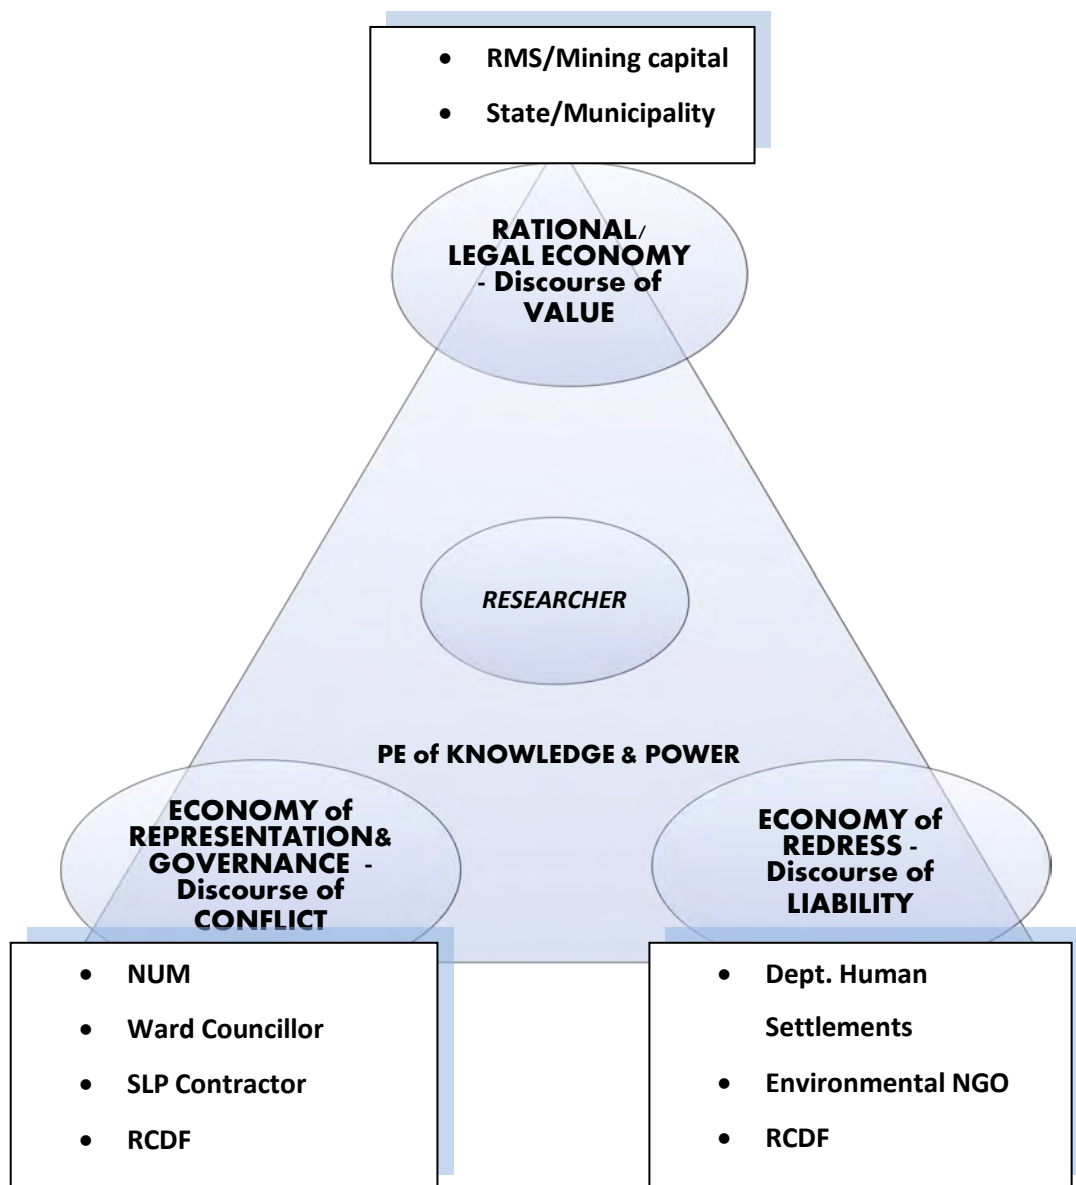 • RMS/Mining capital
• State/Municipality
RATIONAL/
LEGAL ECONOMY
- Discourse of
VALUE
RESEARCHER
PE of KNOWLEDGE & POWER
ECONOMY of
REPRESENTATION&
GOVERNANCE -
Discourse of
CONFLICT
ECONOMY of
REDRESS -
Discourse of
LIABILITY
• NUM
• Ward Councillor
• SLP Contractor
• RCDF
• Dept. Human
Settlements
• Environmental NGO
• RCDF